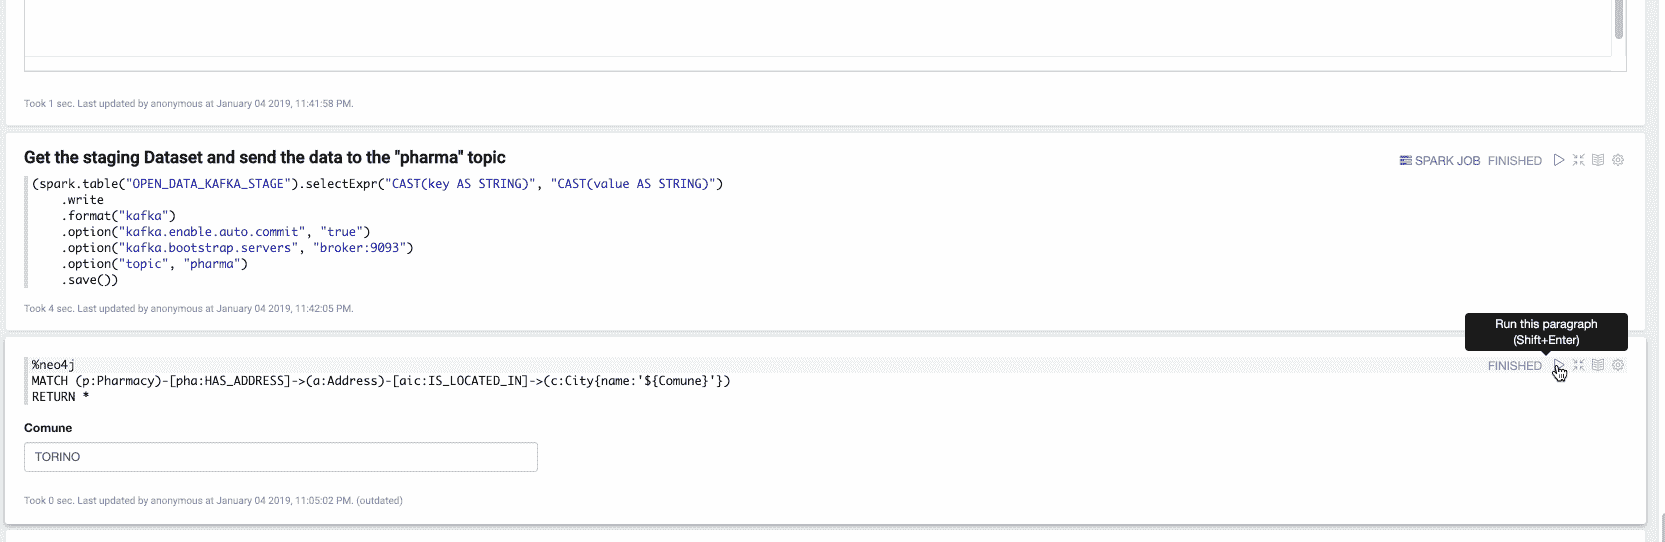 Took 1 sec. Last updated by anonymous at January 04 2019, 11:41:58 PM.
Get the staging Dataset and send the data to the "pharma" topic
SPARK JOB FINISHED
(spark.table("OPEN_DATA_KAFKA_STAGE").selectExpr("CAST(key AS STRING)", "CAST(value AS STRING)")
.write
.format("kafka")
.option("kafka.enable.auto.commit", "true")
.option("kafka.bootstrap.servers", "broker:9093")
.option("topic", "pharma")
.save())
Took 4 sec. Last updated by anonymous at January 04 2019, 11:42:05 PM.
Run this paragraph
(Shift+Enter)
%neo4j
FINISHED
MATCH (p:Pharmacy)-[pha:HAS_ADDRESS]->(a:Address)-[aic:IS_LOCATED_IN]->(c:City{name:'${Comune}'})
RETURN *
Comune
TORINO
Took 0 sec. Last updated by anonymous at January 04 2019, 11:05:02 PM. (outdated)